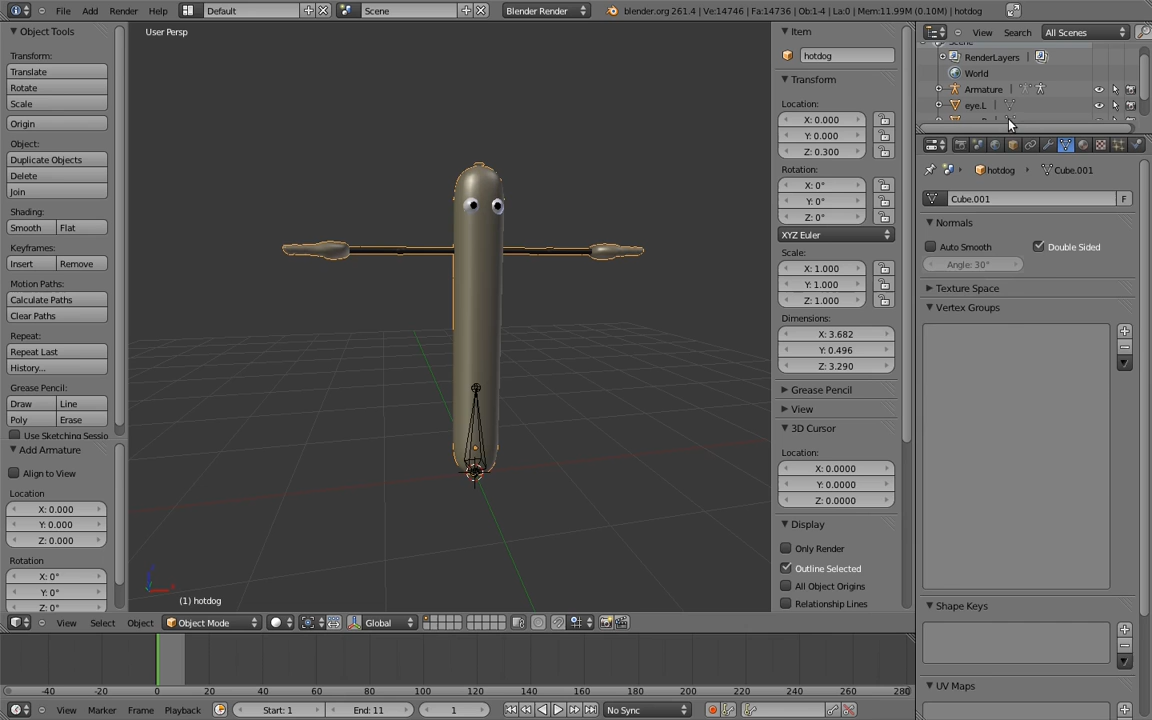 File Add Render Help Default Scene Blender Render blender.org 261.4 | Ve:14746 | Fa:14736 | Ob:1-4 | La:0 | Mem:11.99M (0.10M) | hotdog
Object Tools
Transform:
Translate
Rotate
Scale
Origin
Object:
Duplicate Objects
Delete
Join
Shading:
Smooth Flat
Keyframes:
Insert Remove
Motion Paths:
Calculate Paths
Clear Paths
Repeat:
Repeat Last
History...
Grease Pencil:
Draw Line
Poly Erase
Use Sketching Sessio
Add Armature
Align to View
Location
X: 0.000
Y: 0.000
Z: 0.000
Rotation
X: 0°
Y: 0°
Z: 0°
User Persp
(1) hotdog
Item
hotdog
Transform
Location:
X: 0.000
Y: 0.000
Z: 0.300
Rotation:
X: 0°
Y: 0°
Z: 0°
XYZ Euler
Scale:
X: 1.000
Y: 1.000
Z: 1.000
Dimensions:
X: 3.682
Y: 0.496
Z: 3.290
Grease Pencil
View
3D Cursor
Location:
X: 0.0000
Y: 0.0000
Z: 0.0000
Display
Only Render
Outline Selected
All Object Origins
Relationship Lines
View Search All Scenes
RenderLayers
World
Armature
eye.L
hotdog Cube.001
Cube.001 F
Normals
Auto Smooth Double Sided
Angle: 30°
Texture Space
Vertex Groups
Shape Keys
UV Maps
View Select Object Object Mode Global
-40 -20 0 20 40 60 80 100 120 140 160 180 200 220 240 260 280
View Marker Frame Playback Start: 1 End: 11 1 No Sync